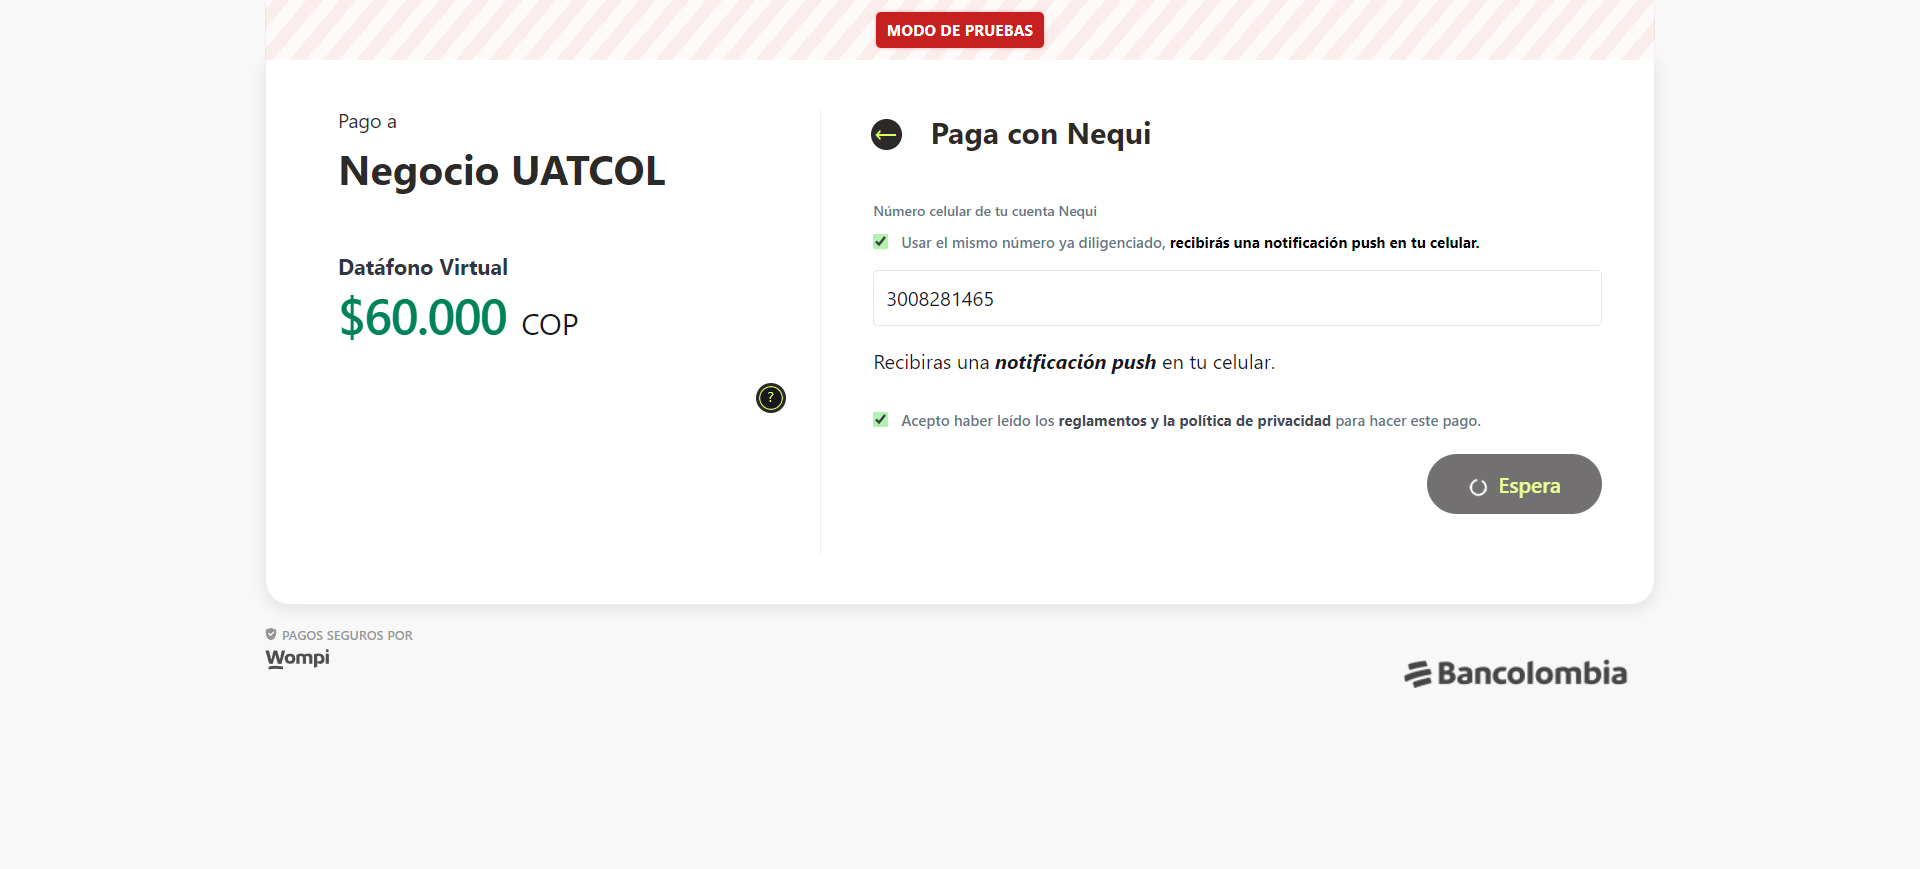 MODO DE PRUEBAS
Pago a
Negocio UATCOL
Datáfono Virtual
$60.000 COP
?
Paga con Nequi
Número celular de tu cuenta Nequi
Usar el mismo número ya diligenciado, recibirás una notificación push en tu celular.
3008281465
Recibiras una notificación push en tu celular.
Acepto haber leído los reglamentos y la política de privacidad para hacer este pago.
Espera
PAGOS SEGUROS POR
Wompi
Bancolombia